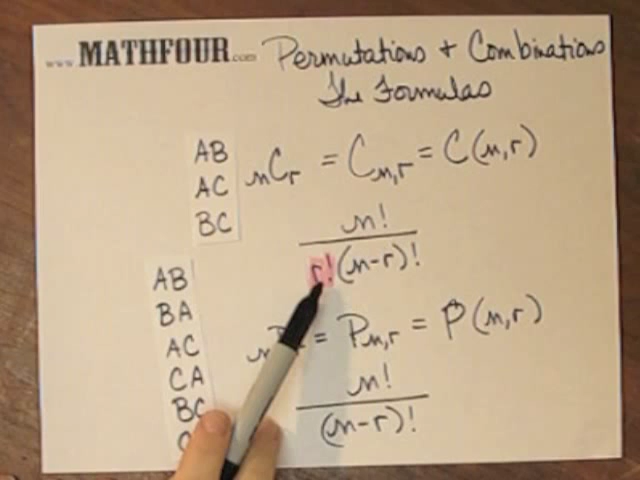 www.MATHFOUR.com Permutations + Combinations
The Formulas
AB
AC
BC
nCr = Cn,r = C(n,r)
n!
r!(n-r)!
AB
BA
AC
CA
BC
= Pn,r = P(n,r)
n!
(n-r)!